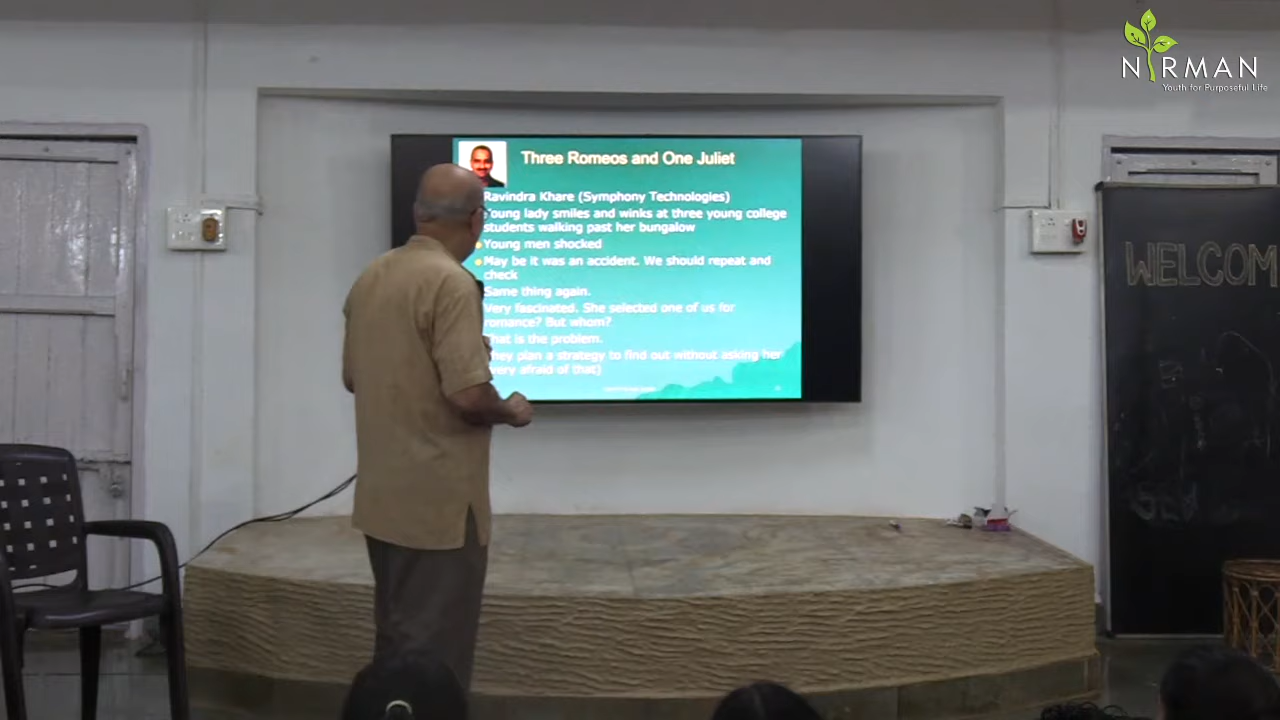 NIRMAN
Youth for Purposeful Life
Three Romeos and One Juliet
Ravindra Khare (Symphony Technologies)
Young lady smiles and winks at three young college
students walking past her bungalow
Young men shocked
May be it was an accident. We should repeat and
check
Same thing again.
Very fascinated. She selected one of us for
romance? But whom?
That is the problem.
They plan a strategy to find out without asking her
(very afraid of that)
WELCOM